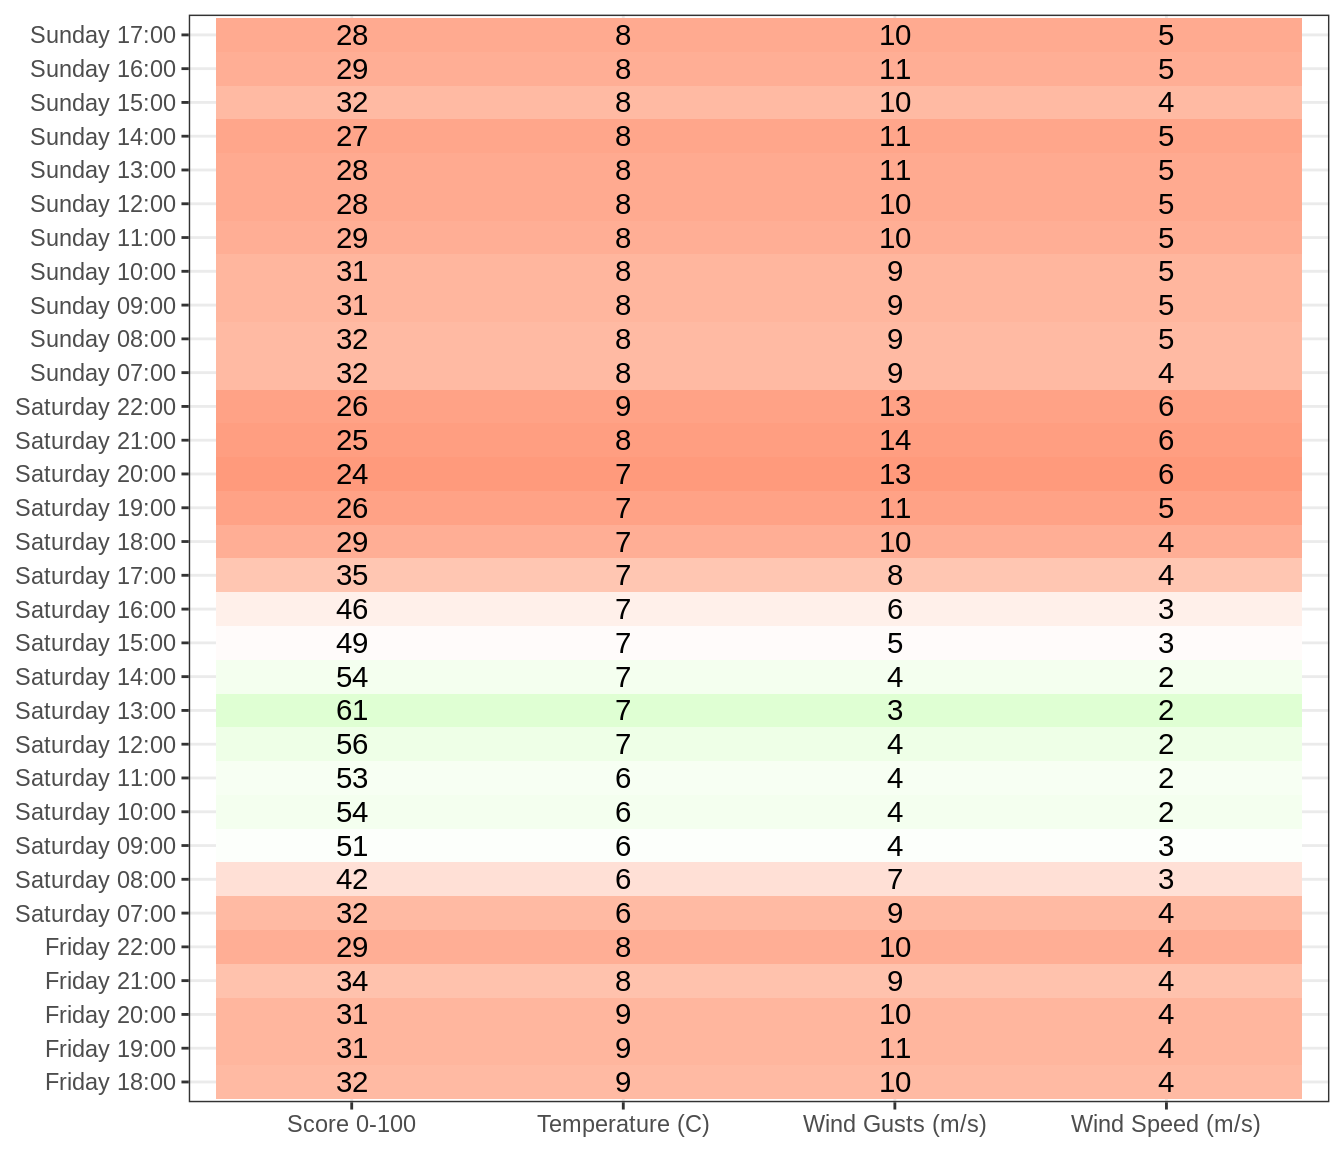 Sunday 17:00 28 8 10 5
Sunday 16:00 29 8 11 5
Sunday 15:00 32 8 10 4
Sunday 14:00 27 8 11 5
Sunday 13:00 28 8 11 5
Sunday 12:00 28 8 10 5
Sunday 11:00 29 8 10 5
Sunday 10:00 31 8 9 5
Sunday 09:00 31 8 9 5
Sunday 08:00 32 8 9 5
Sunday 07:00 32 8 9 4
Saturday 22:00 26 9 13 6
Saturday 21:00 25 8 14 6
Saturday 20:00 24 7 13 6
Saturday 19:00 26 7 11 5
Saturday 18:00 29 7 10 4
Saturday 17:00 35 7 8 4
Saturday 16:00 46 7 6 3
Saturday 15:00 49 7 5 3
Saturday 14:00 54 7 4 2
Saturday 13:00 61 7 3 2
Saturday 12:00 56 7 4 2
Saturday 11:00 53 6 4 2
Saturday 10:00 54 6 4 2
Saturday 09:00 51 6 4 3
Saturday 08:00 42 6 7 3
Saturday 07:00 32 6 9 4
Friday 22:00 29 8 10 4
Friday 21:00 34 8 9 4
Friday 20:00 31 9 10 4
Friday 19:00 31 9 11 4
Friday 18:00 32 9 10 4
Score 0-100 Temperature (C) Wind Gusts (m/s) Wind Speed (m/s)